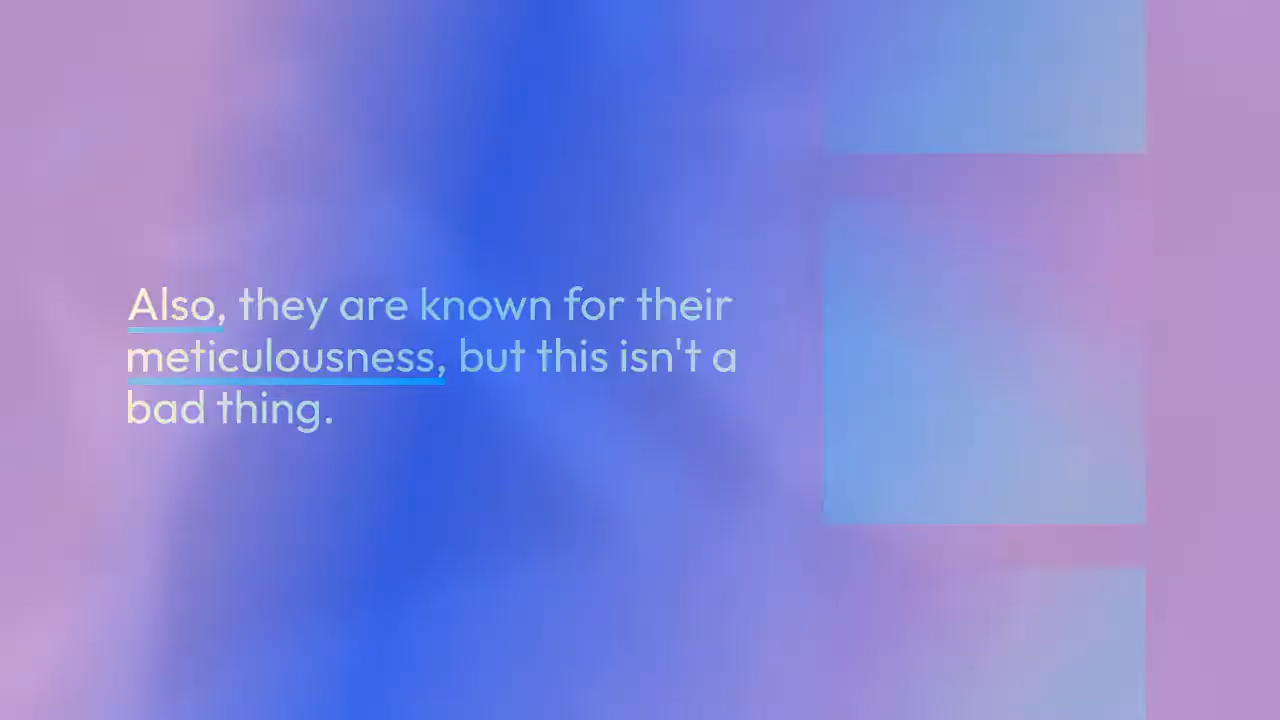 Also, they are known for their
meticulousness, but this isn't a
bad thing.